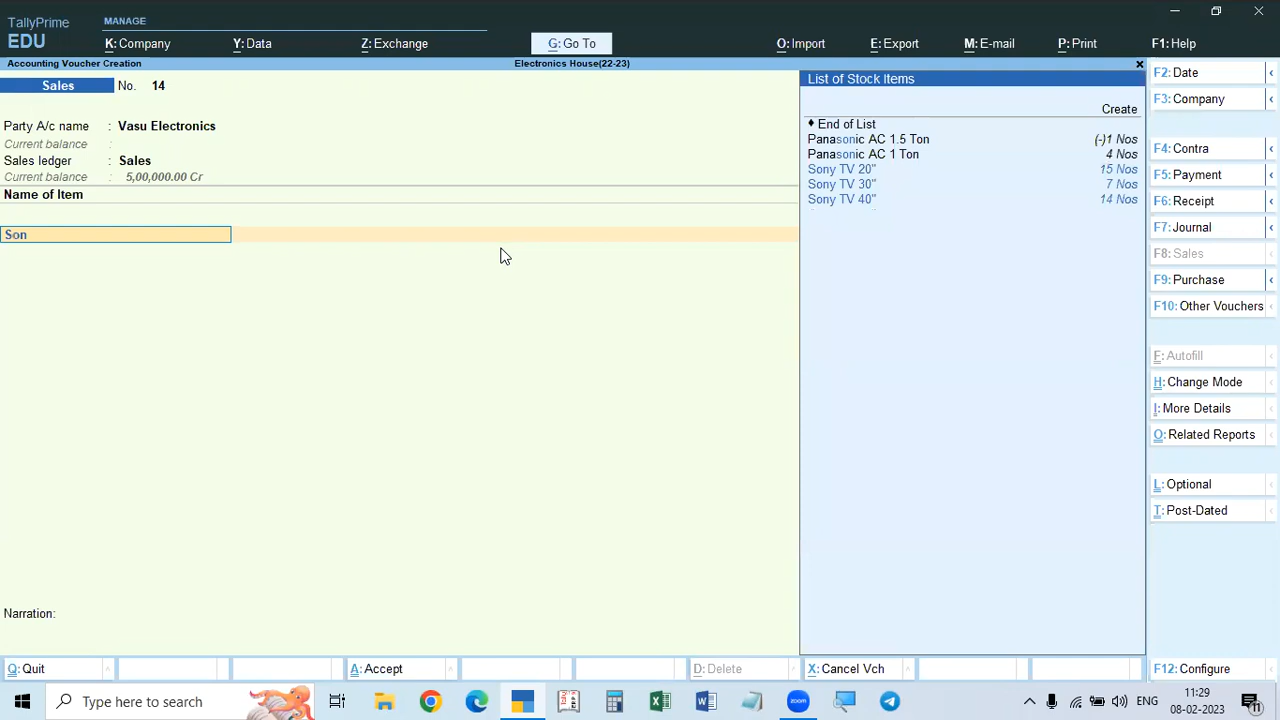 TallyPrime
EDU
MANAGE
K: Company
Y: Data
Z: Exchange
G: Go To
O: Import
E: Export
M: E-mail
P: Print
F1: Help
Accounting Voucher Creation
Electronics House(22-23)
Sales No. 14
Party A/c name : Vasu Electronics
Current balance :
Sales ledger : Sales
Current balance : 5,00,000.00 Cr
Name of Item
Son
Narration:
List of Stock Items
Create
♦ End of List
Panasonic AC 1.5 Ton (-)1 Nos
Panasonic AC 1 Ton 4 Nos
Sony TV 20" 15 Nos
Sony TV 30" 7 Nos
Sony TV 40" 14 Nos
F2: Date
F3: Company
F4: Contra
F5: Payment
F6: Receipt
F7: Journal
F8: Sales
F9: Purchase
F10: Other Vouchers
F: Autofill
H: Change Mode
I: More Details
O: Related Reports
L: Optional
T: Post-Dated
Q: Quit
A: Accept
D: Delete
X: Cancel Vch
F12: Configure
Type here to search
ENG
11:29
08-02-2023